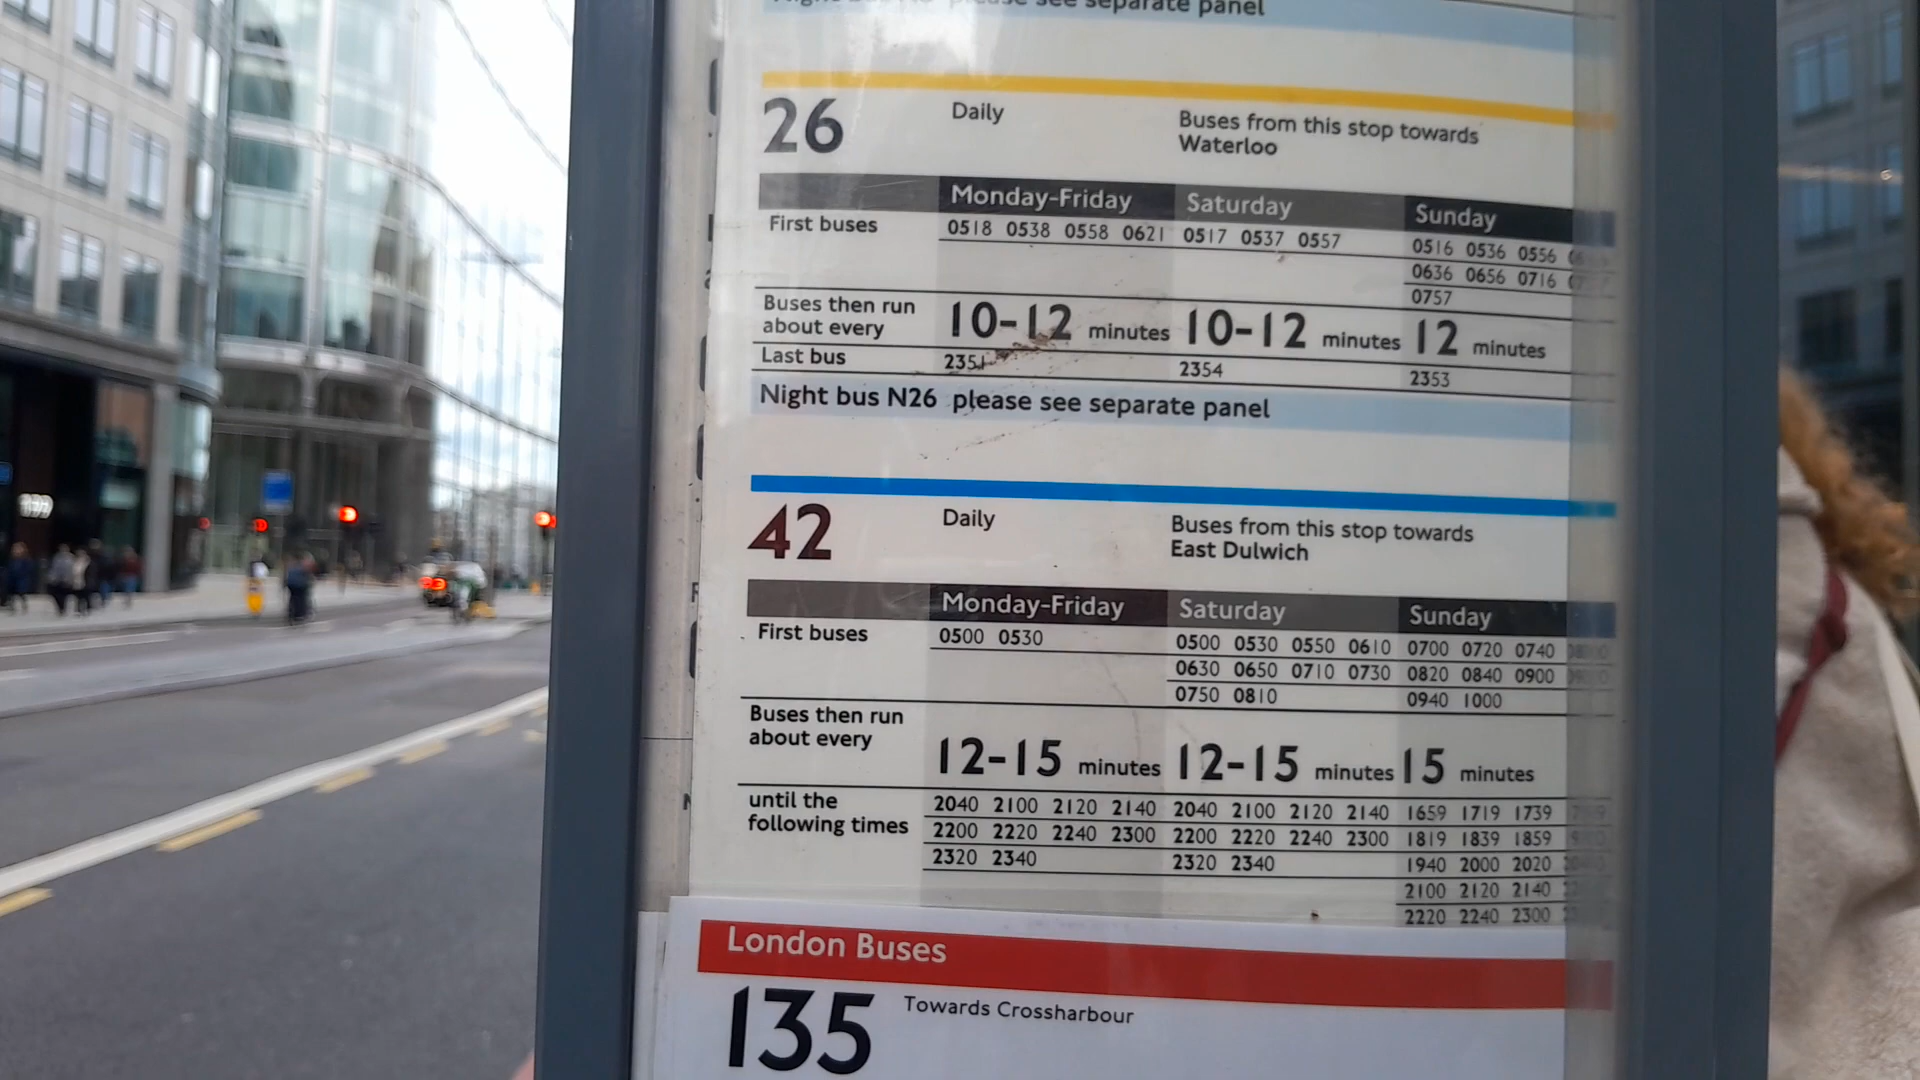 please see separate panel
26 Daily Buses from this stop towards
Waterloo
Monday-Friday Saturday Sunday
First buses 0518 0538 0558 0621 0517 0537 0557 0516 0536 0556
0636 0656 0716
0757
Buses then run
about every 10-12 minutes 10-12 minutes 12 minutes
Last bus 2351 2354 2353
Night bus N26 please see separate panel
42 Daily Buses from this stop towards
East Dulwich
Monday-Friday Saturday Sunday
First buses 0500 0530 0500 0530 0550 0610 0700 0720 0740
0630 0650 0710 0730 0820 0840 0900
0750 0810 0940 1000
Buses then run
about every 12-15 minutes 12-15 minutes 15 minutes
until the
following times 2040 2100 2120 2140 2040 2100 2120 2140 1659 1719 1739
2200 2220 2240 2300 2200 2220 2240 2300 1819 1839 1859
2320 2340 2320 2340 1940 2000 2020
2100 2120 2140
2220 2240 2300
London Buses
135 Towards Crossharbour